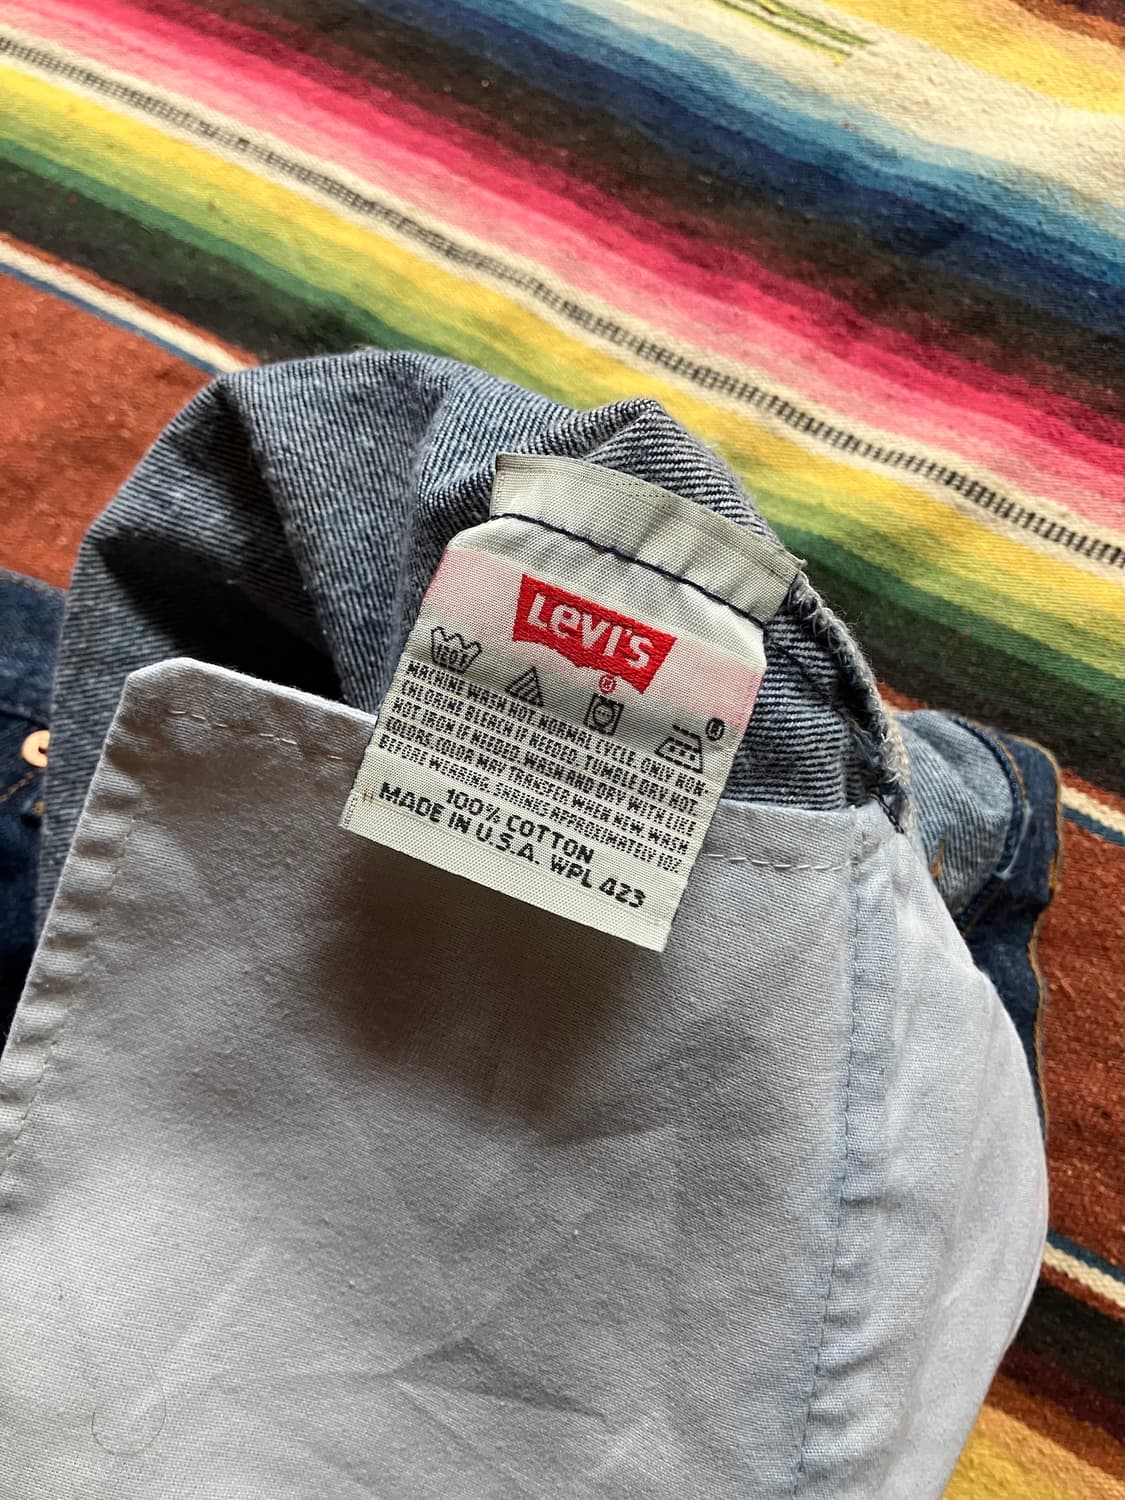 Levi's
®
120F
®
MACHINE WASH HOT NORMAL CYCLE. ONLY NON-
CHLORINE BLEACH IF NEEDED. TUMBLE DRY HOT.
HOT IRON IF NEEDED. WASH AND DRY WITH LIKE
COLORS. COLOR MAY TRANSFER WHEN NEW. WASH
BEFORE WEARING. SHRINKS APPROXIMATELY 10%.
100% COTTON
MADE IN U.S.A. WPL 423